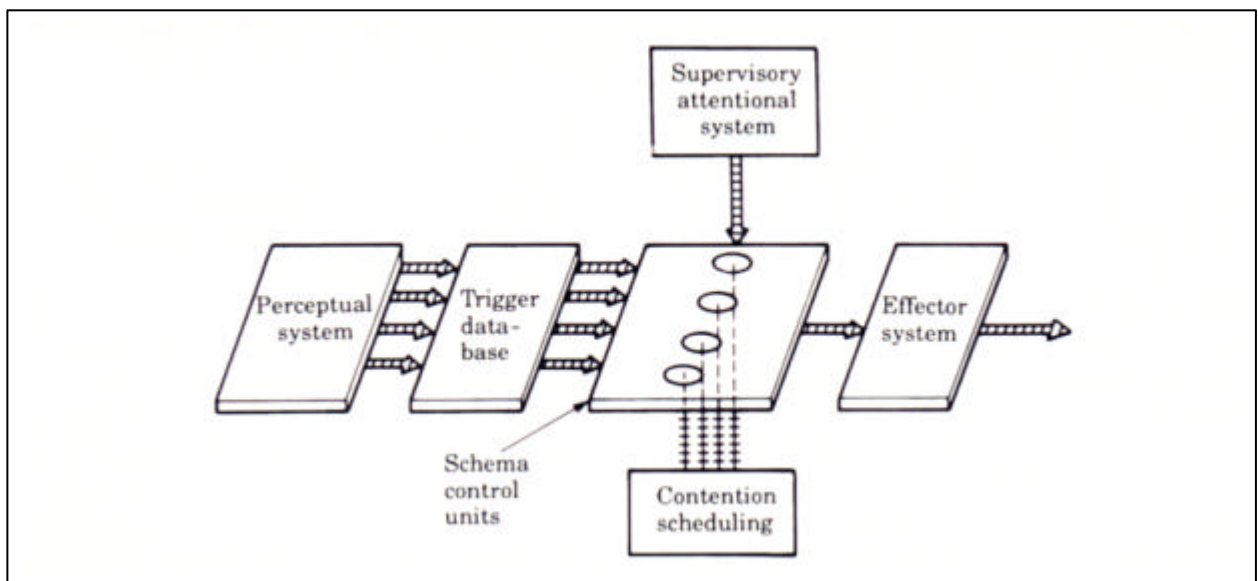 Supervisory
attentional
system
Perceptual
system
Trigger
data-
base
Effector
system
Schema
control
units
Contention
scheduling